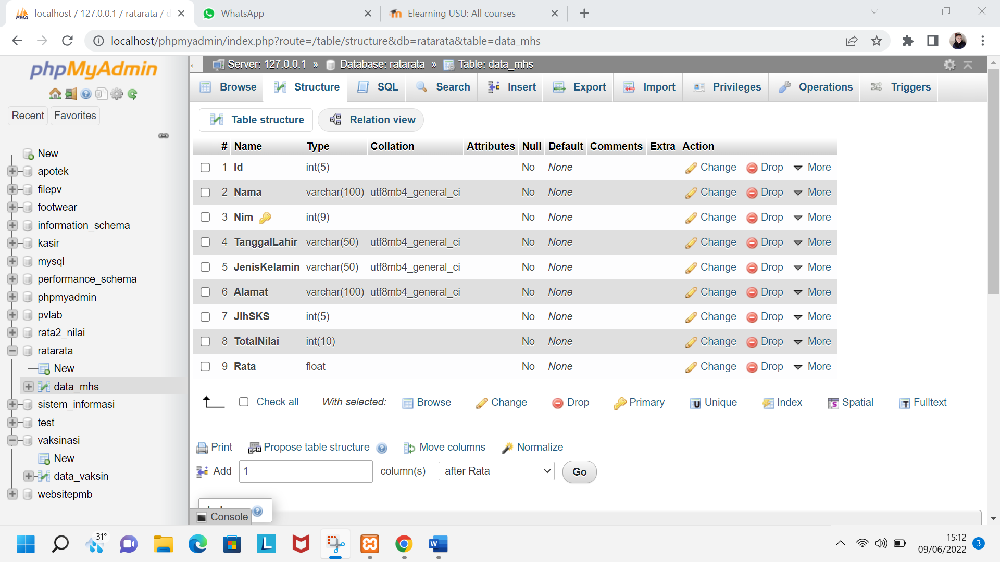 localhost / 127.0.0.1 / ratarata / d
WhatsApp
Elearning USU: All courses
localhost/phpmyadmin/index.php?route=/table/structure&db=ratarata&table=data_mhs
phpMyAdmin
Recent
Favorites
New
apotek
filepv
footwear
information_schema
kasir
mysql
performance_schema
phpmyadmin
pvlab
rata2_nilai
ratarata
New
data_mhs
sistem_informasi
test
vaksinasi
New
data_vaksin
websitepmb
Server: 127.0.0.1 » Database: ratarata » Table: data_mhs
Browse Structure SQL Search Insert Export Import Privileges Operations Triggers
Table structure Relation view
# Name Type Collation Attributes Null Default Comments Extra Action
1 Id int(5) No None Change Drop More
2 Nama varchar(100) utf8mb4_general_ci No None Change Drop More
3 Nim int(9) No None Change Drop More
4 TanggalLahir varchar(50) utf8mb4_general_ci No None Change Drop More
5 JenisKelamin varchar(50) utf8mb4_general_ci No None Change Drop More
6 Alamat varchar(100) utf8mb4_general_ci No None Change Drop More
7 JlhSKS int(5) No None Change Drop More
8 TotalNilai int(10) No None Change Drop More
9 Rata float No None Change Drop More
Check all With selected: Browse Change Drop Primary Unique Index Spatial Fulltext
Print Propose table structure Move columns Normalize
Add 1 column(s) after Rata Go
Console
31°
15:12
09/06/2022
3